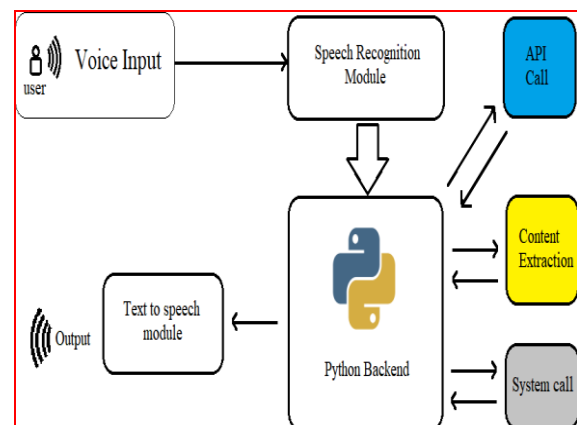 Voice Input
user
Speech Recognition
Module
API
Call
Content
Extraction
Text to speech
module
Output
Python Backend
System call